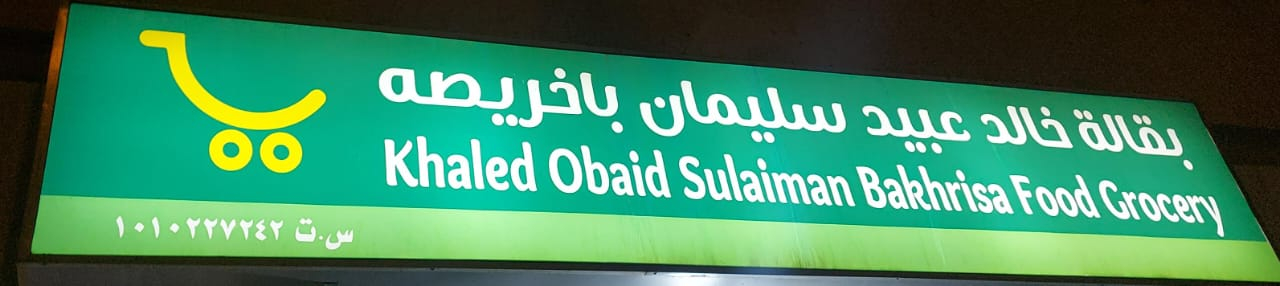 بقالة خالد عبيد سليمان باخريصه
Khaled Obaid Sulaiman Bakhrisa Food Grocery
س.ت ١٠١٠٢٢٧٢٤٢